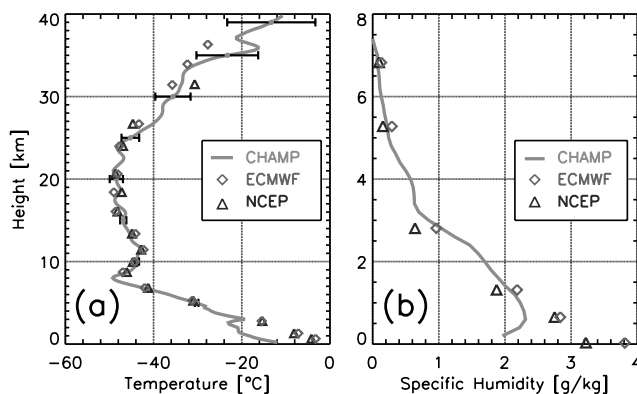 40
30
20
10
0
Height [km]
CHAMP
ECMWF
NCEP
(a)
−60 −40 −20 0
Temperature [°C]
8
6
4
2
0
CHAMP
ECMWF
NCEP
(b)
0 1 2 3 4
Specific Humidity [g/kg]